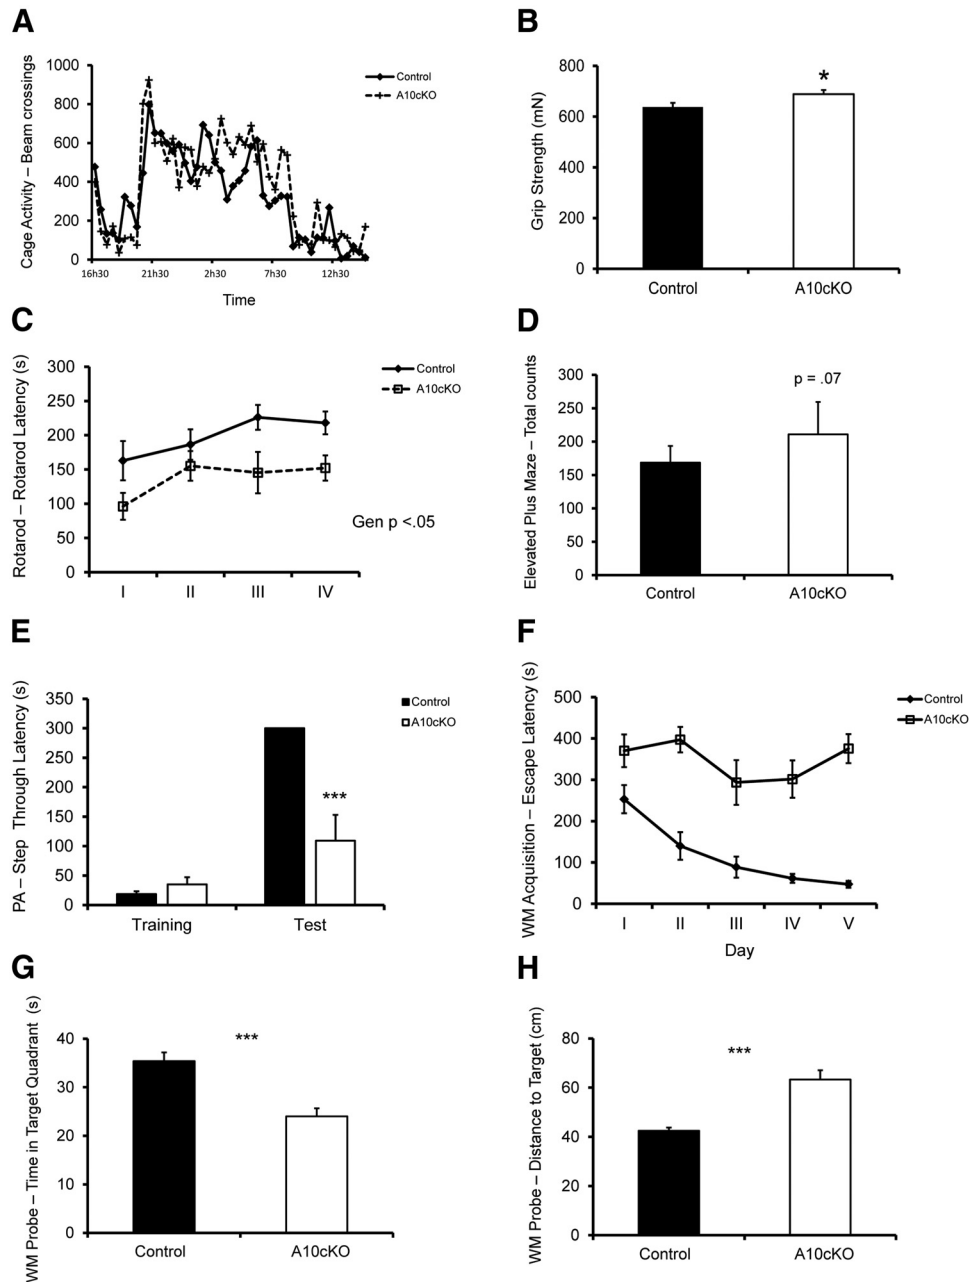 A
Cage Activity – Beam crossings
1000
800
600
400
200
0
16h30 21h30 2h30 7h30 12h30
Time
Control
A10cKO
B
Grip Strength (mN)
800
600
400
200
0
*
Control A10cKO
C
Rotarod – Rotarod Latency (s)
300
250
200
150
100
50
0
I II III IV
Control
A10cKO
Gen p <.05
D
Elevated Plus Maze – Total counts
300
250
200
150
100
50
0
p = .07
Control A10cKO
E
PA – Step Through Latency (s)
350
300
250
200
150
100
50
0
***
Training Test
Control
A10cKO
F
WM Acquisition – Escape Latency (s)
500
400
300
200
100
0
I II III IV V
Day
Control
A10cKO
G
WM Probe – Time in Target Quadrant (s)
40
30
20
10
0
***
Control A10cKO
H
WM Probe – Distance to Target (cm)
80
60
40
20
0
***
Control A10cKO